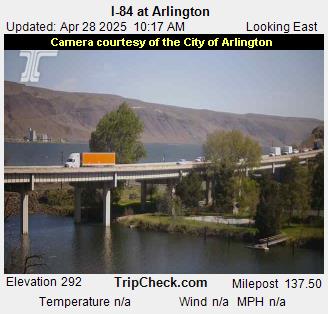 I-84 at Arlington
Updated: Apr 28 2025 10:17 AM Looking East
Camera courtesy of the City of Arlington
Elevation 292 TripCheck.com Milepost 137.50
Temperature n/a Wind n/a MPH n/a